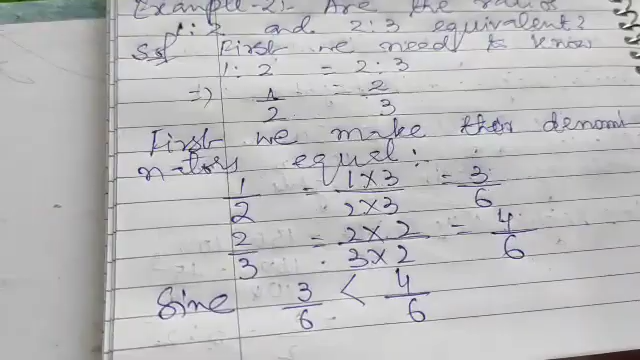 Example-2:- Are the ratios
1:2 and 2:3 equivalent?
Sol First we need to know
1:2 = 2:3
=> 1/2 = 2/3
First we make their denomi
nators equal:-
1/2 = 1×3/2×3 = 3/6
2/3 = 2×2/3×2 = 4/6
Sine 3/6 < 4/6